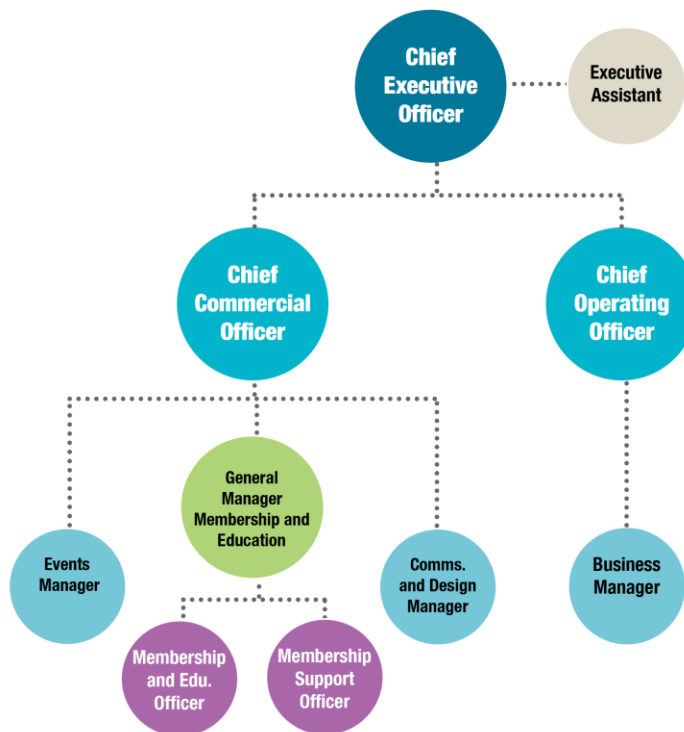 Chief
Executive
Officer
Executive
Assistant
Chief
Commercial
Officer
Chief
Operating
Officer
General
Manager
Membership and
Education
Events
Manager
Comms.
and Design
Manager
Business
Manager
Membership
and Edu.
Officer
Membership
Support
Officer